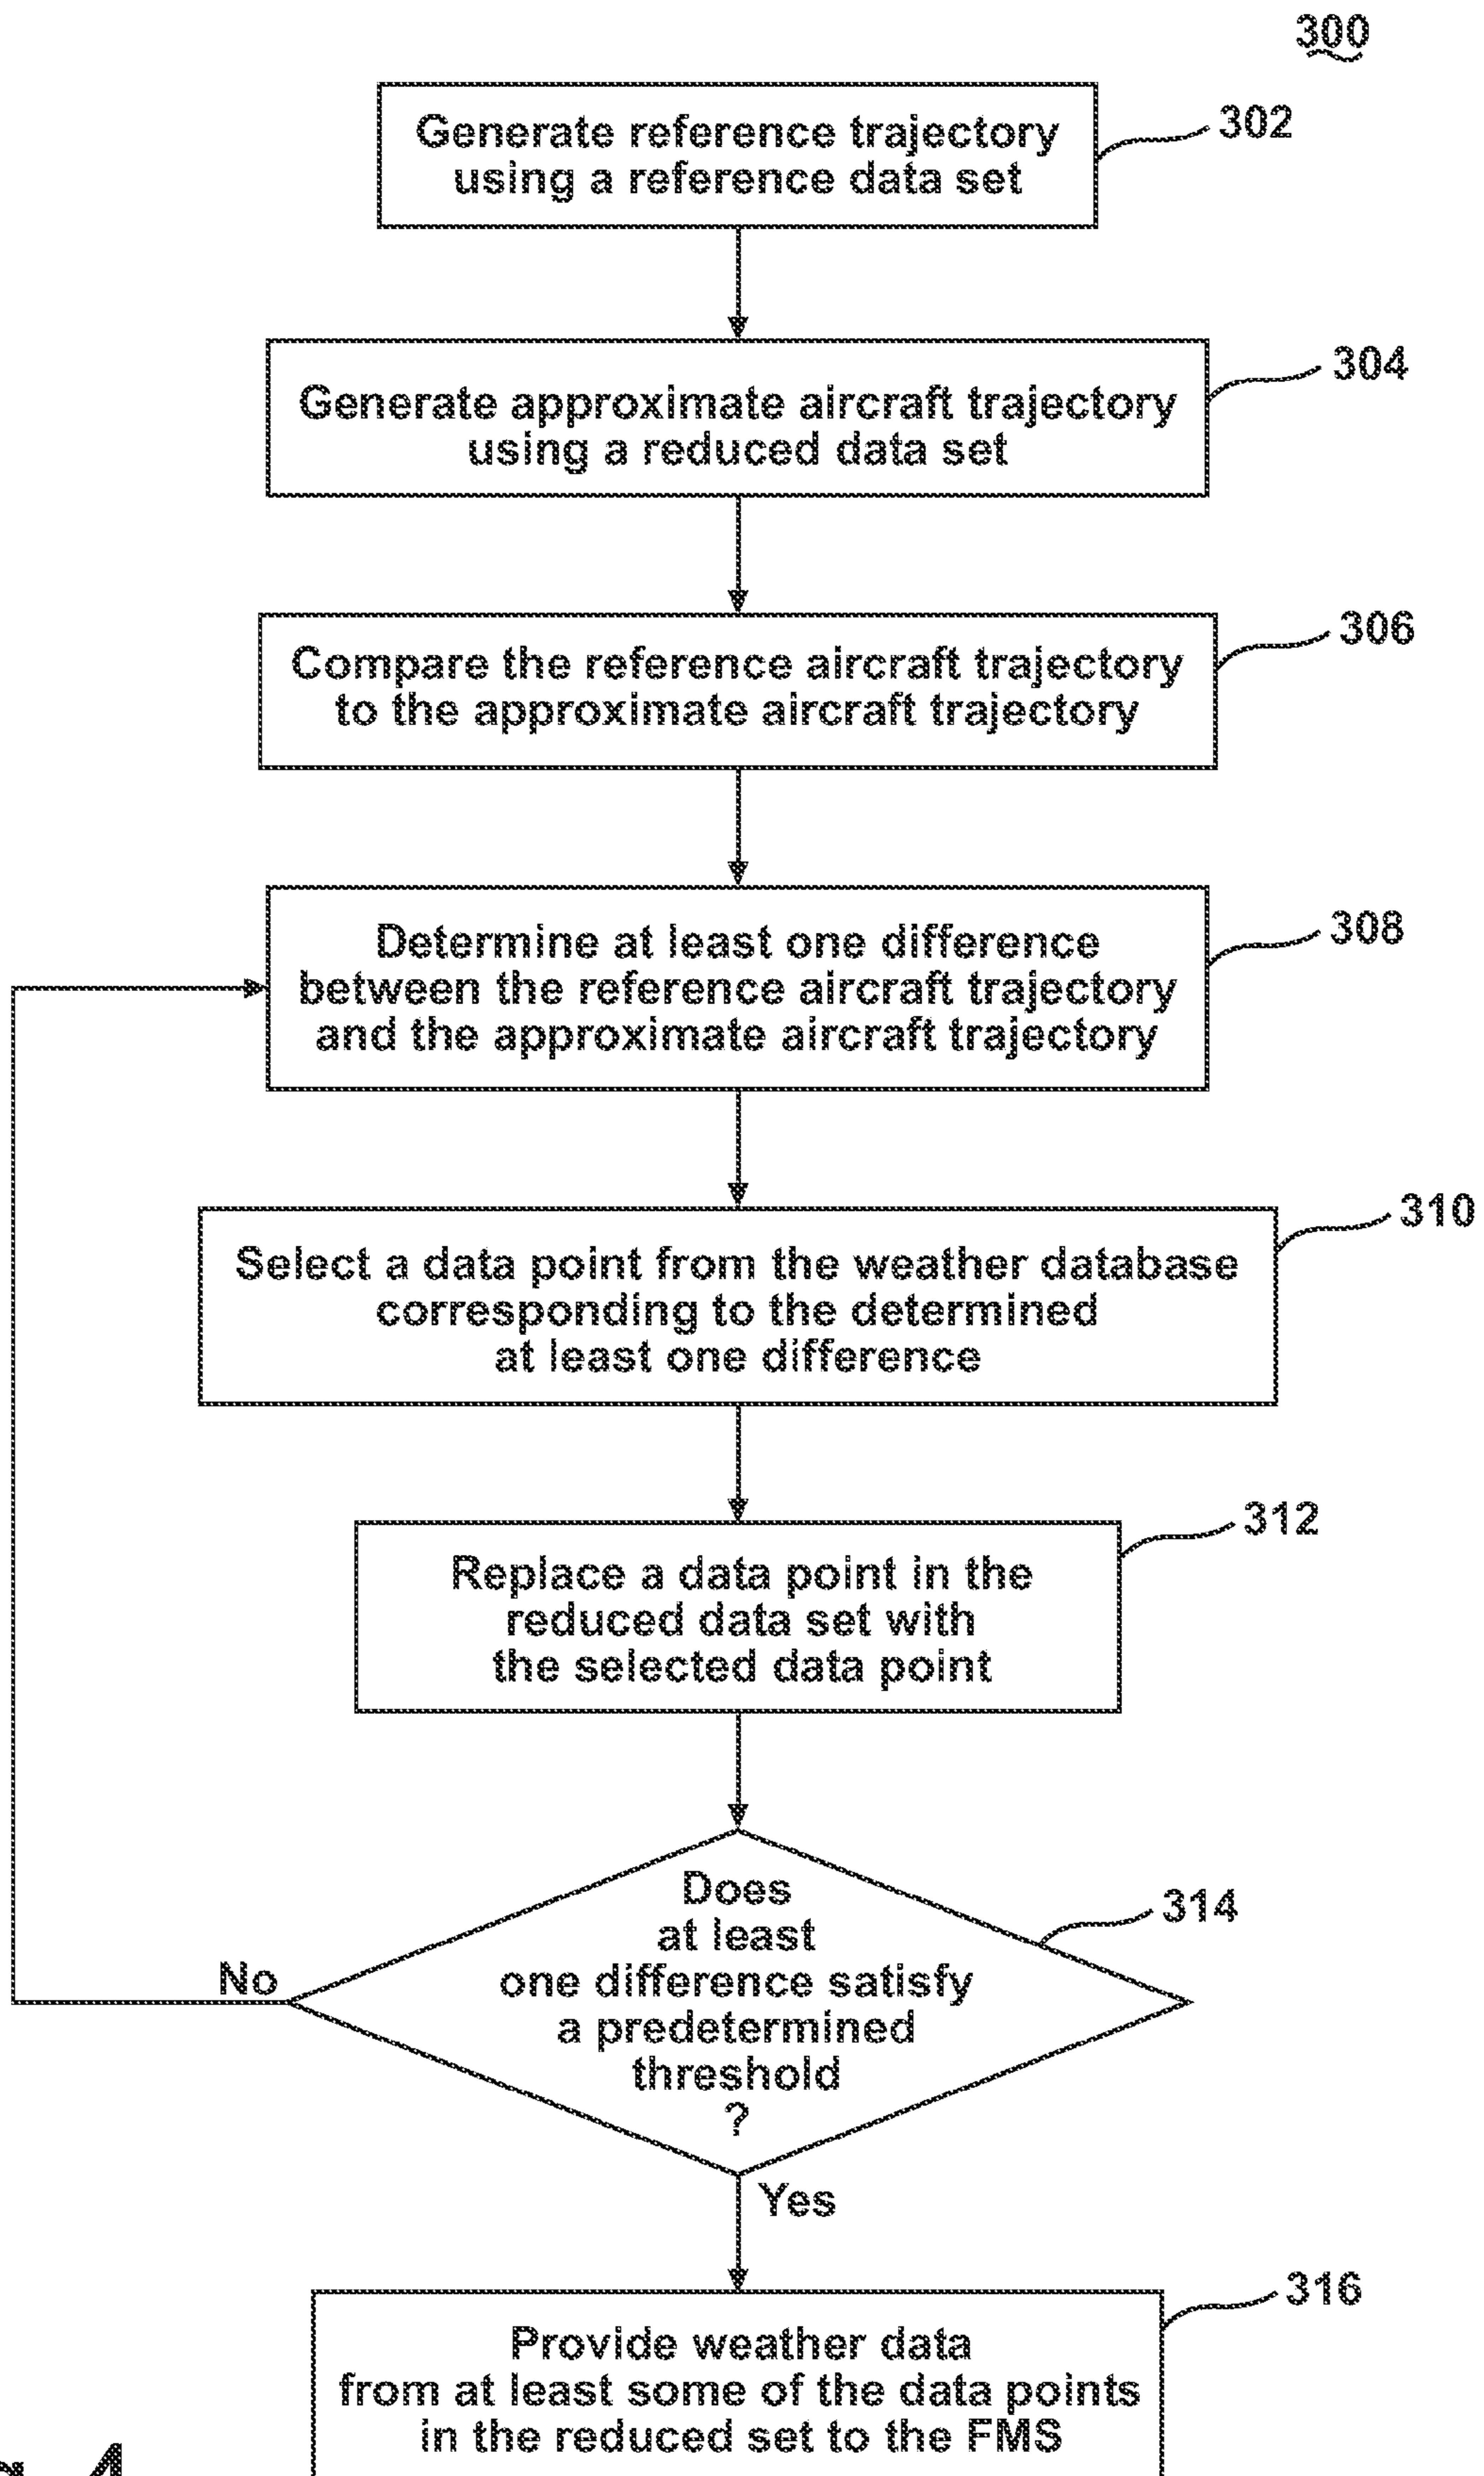 300
Generate reference trajectory
using a reference data set
302
Generate approximate aircraft trajectory
using a reduced data set
304
Compare the reference aircraft trajectory
to the approximate aircraft trajectory
306
Determine at least one difference
between the reference aircraft trajectory
and the approximate aircraft trajectory
308
Select a data point from the weather database
corresponding to the determined
at least one difference
310
Replace a data point in the
reduced data set with
the selected data point
312
Does
at least
one difference satisfy
a predetermined
threshold
?
314
No
Yes
Provide weather data
from at least some of the data points
in the reduced set to the FMS
316
4